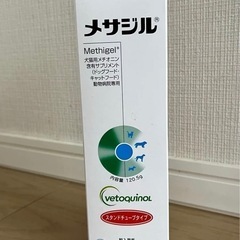 メサジル®
Methigel®
犬猫用メチオニン
含有サプリメント
(ドッグフード・
キャットフード)
動物病院専用
内容量 120.5g
vetoquinol
スタンドチューブタイプ